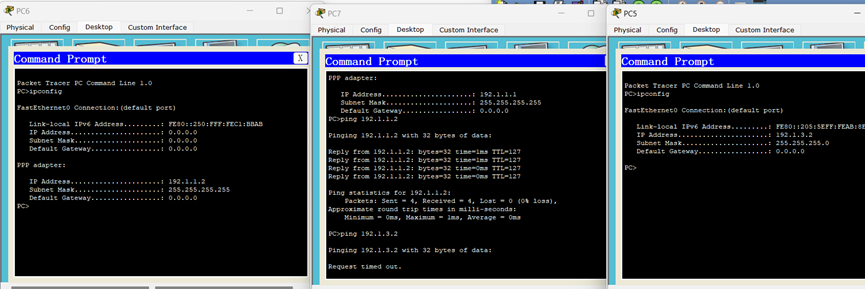 PC6
Physical Config Desktop Custom Interface
Command Prompt X
Packet Tracer PC Command Line 1.0
PC>ipconfig
FastEthernet0 Connection:(default port)
Link-local IPv6 Address.........: FE80::250:FFF:FEC1:BBAB
IP Address......................: 0.0.0.0
Subnet Mask.....................: 0.0.0.0
Default Gateway.................: 0.0.0.0
PPP adapter:
IP Address......................: 192.1.1.2
Subnet Mask.....................: 255.255.255.255
Default Gateway.................: 0.0.0.0
PC>
PC7
Physical Config Desktop Custom Interface
Command Prompt
PPP adapter:
IP Address......................: 192.1.1.1
Subnet Mask.....................: 255.255.255.255
Default Gateway.................: 0.0.0.0
PC>ping 192.1.1.2
Pinging 192.1.1.2 with 32 bytes of data:
Reply from 192.1.1.2: bytes=32 time=1ms TTL=127
Reply from 192.1.1.2: bytes=32 time=1ms TTL=127
Reply from 192.1.1.2: bytes=32 time=0ms TTL=127
Reply from 192.1.1.2: bytes=32 time=0ms TTL=127
Ping statistics for 192.1.1.2:
Packets: Sent = 4, Received = 4, Lost = 0 (0% loss),
Approximate round trip times in milli-seconds:
Minimum = 0ms, Maximum = 1ms, Average = 0ms
PC>ping 192.1.3.2
Pinging 192.1.3.2 with 32 bytes of data:
Request timed out.
PC5
Physical Config Desktop Custom Interface
Command Prompt
Packet Tracer PC Command Line 1.0
PC>ipconfig
FastEthernet0 Connection:(default port)
Link-local IPv6 Address.........: FE80::205:5EFF:FEAB:8E
IP Address......................: 192.1.3.2
Subnet Mask.....................: 255.255.255.0
Default Gateway.................: 0.0.0.0
PC>